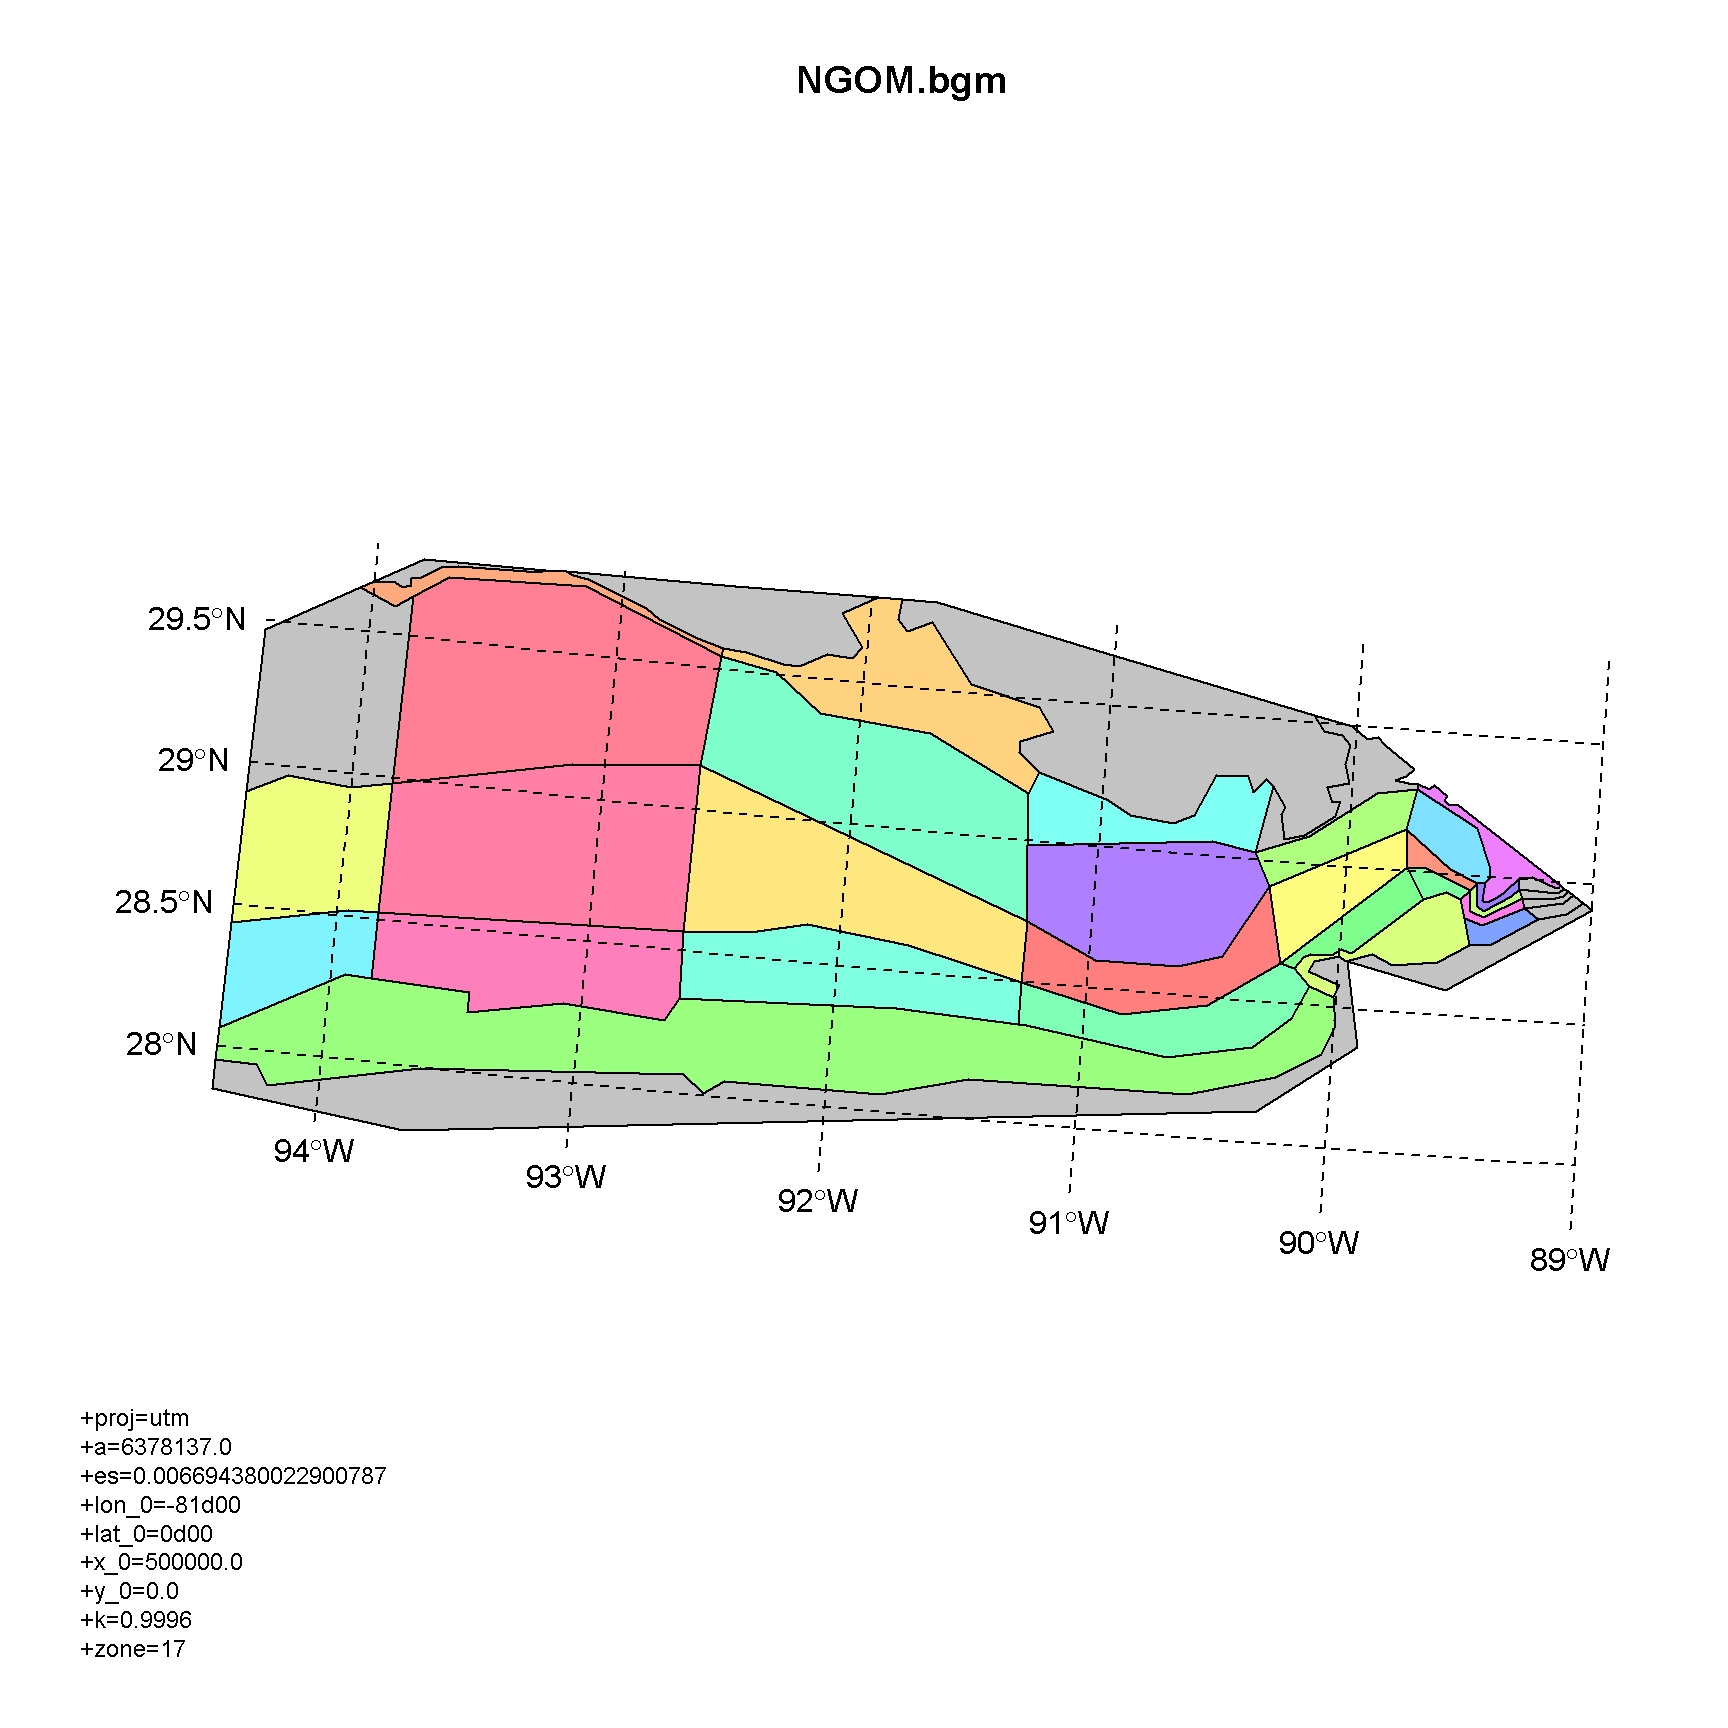 NGOM.bgm
29.5°N
29°N
28.5°N
28°N
94°W
93°W
92°W
91°W
90°W
89°W
+proj=utm
+a=6378137.0
+es=0.006694380022900787
+lon_0=-81d00
+lat_0=0d00
+x_0=500000.0
+y_0=0.0
+k=0.9996
+zone=17